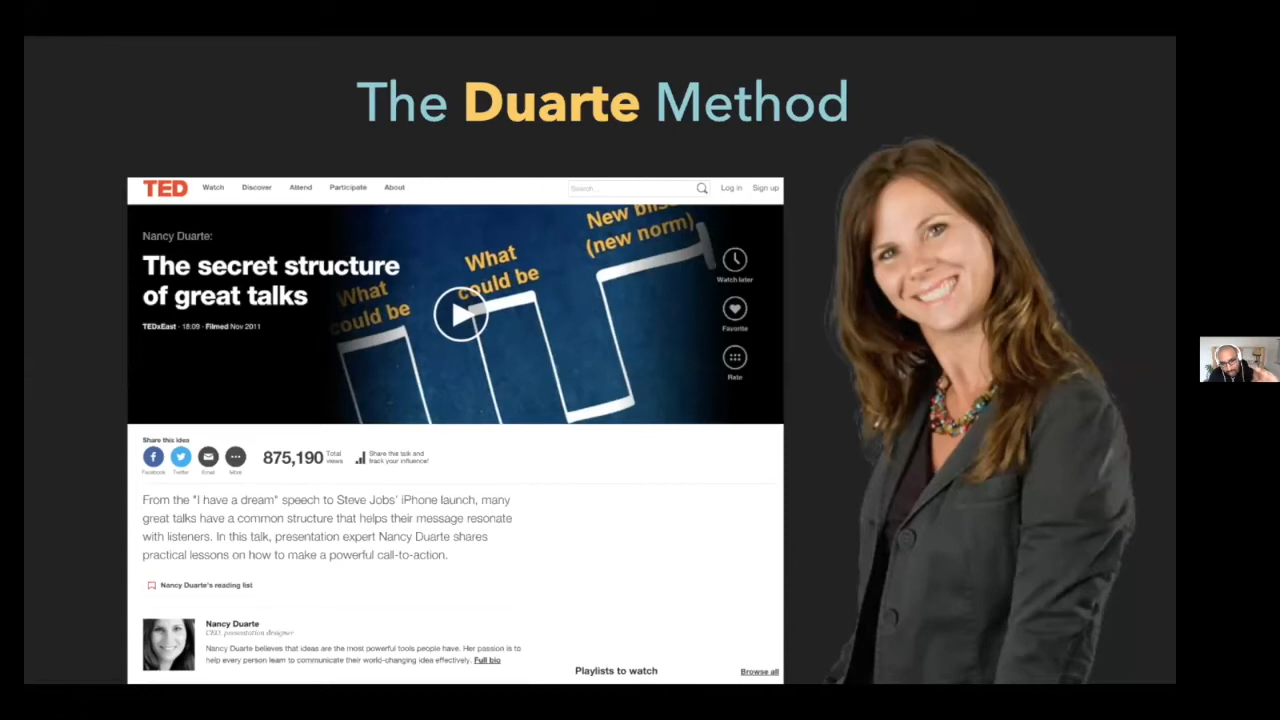 The Duarte Method
TED Watch Discover Attend Participate About Search... Log in Sign up
Nancy Duarte:
The secret structure
of great talks
TEDxEast · 18:09 · Filmed Nov 2011
What
could be
What
could be
New
(new norm)
Watch later
Favorite
Rate
Share this idea
Facebook Twitter Email More
875,190 Total
views
Share this talk and
track your influence!
From the "I have a dream" speech to Steve Jobs' iPhone launch, many
great talks have a common structure that helps their message resonate
with listeners. In this talk, presentation expert Nancy Duarte shares
practical lessons on how to make a powerful call-to-action.
Nancy Duarte's reading list
Nancy Duarte
CEO, presentation designer
Nancy Duarte believes that ideas are the most powerful tools people have. Her passion is to
help every person learn to communicate their world-changing idea effectively. Full bio
Playlists to watch Browse all